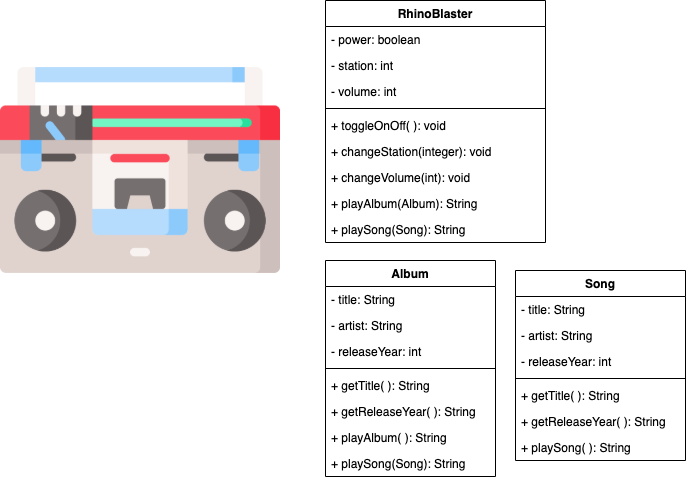 RhinoBlaster
- power: boolean
- station: int
- volume: int
+ toggleOnOff( ): void
+ changeStation(integer): void
+ changeVolume(int): void
+ playAlbum(Album): String
+ playSong(Song): String
Album
- title: String
- artist: String
- releaseYear: int
+ getTitle( ): String
+ getReleaseYear( ): String
+ playAlbum( ): String
+ playSong(Song): String
Song
- title: String
- artist: String
- releaseYear: int
+ getTitle( ): String
+ getReleaseYear( ): String
+ playSong( ): String